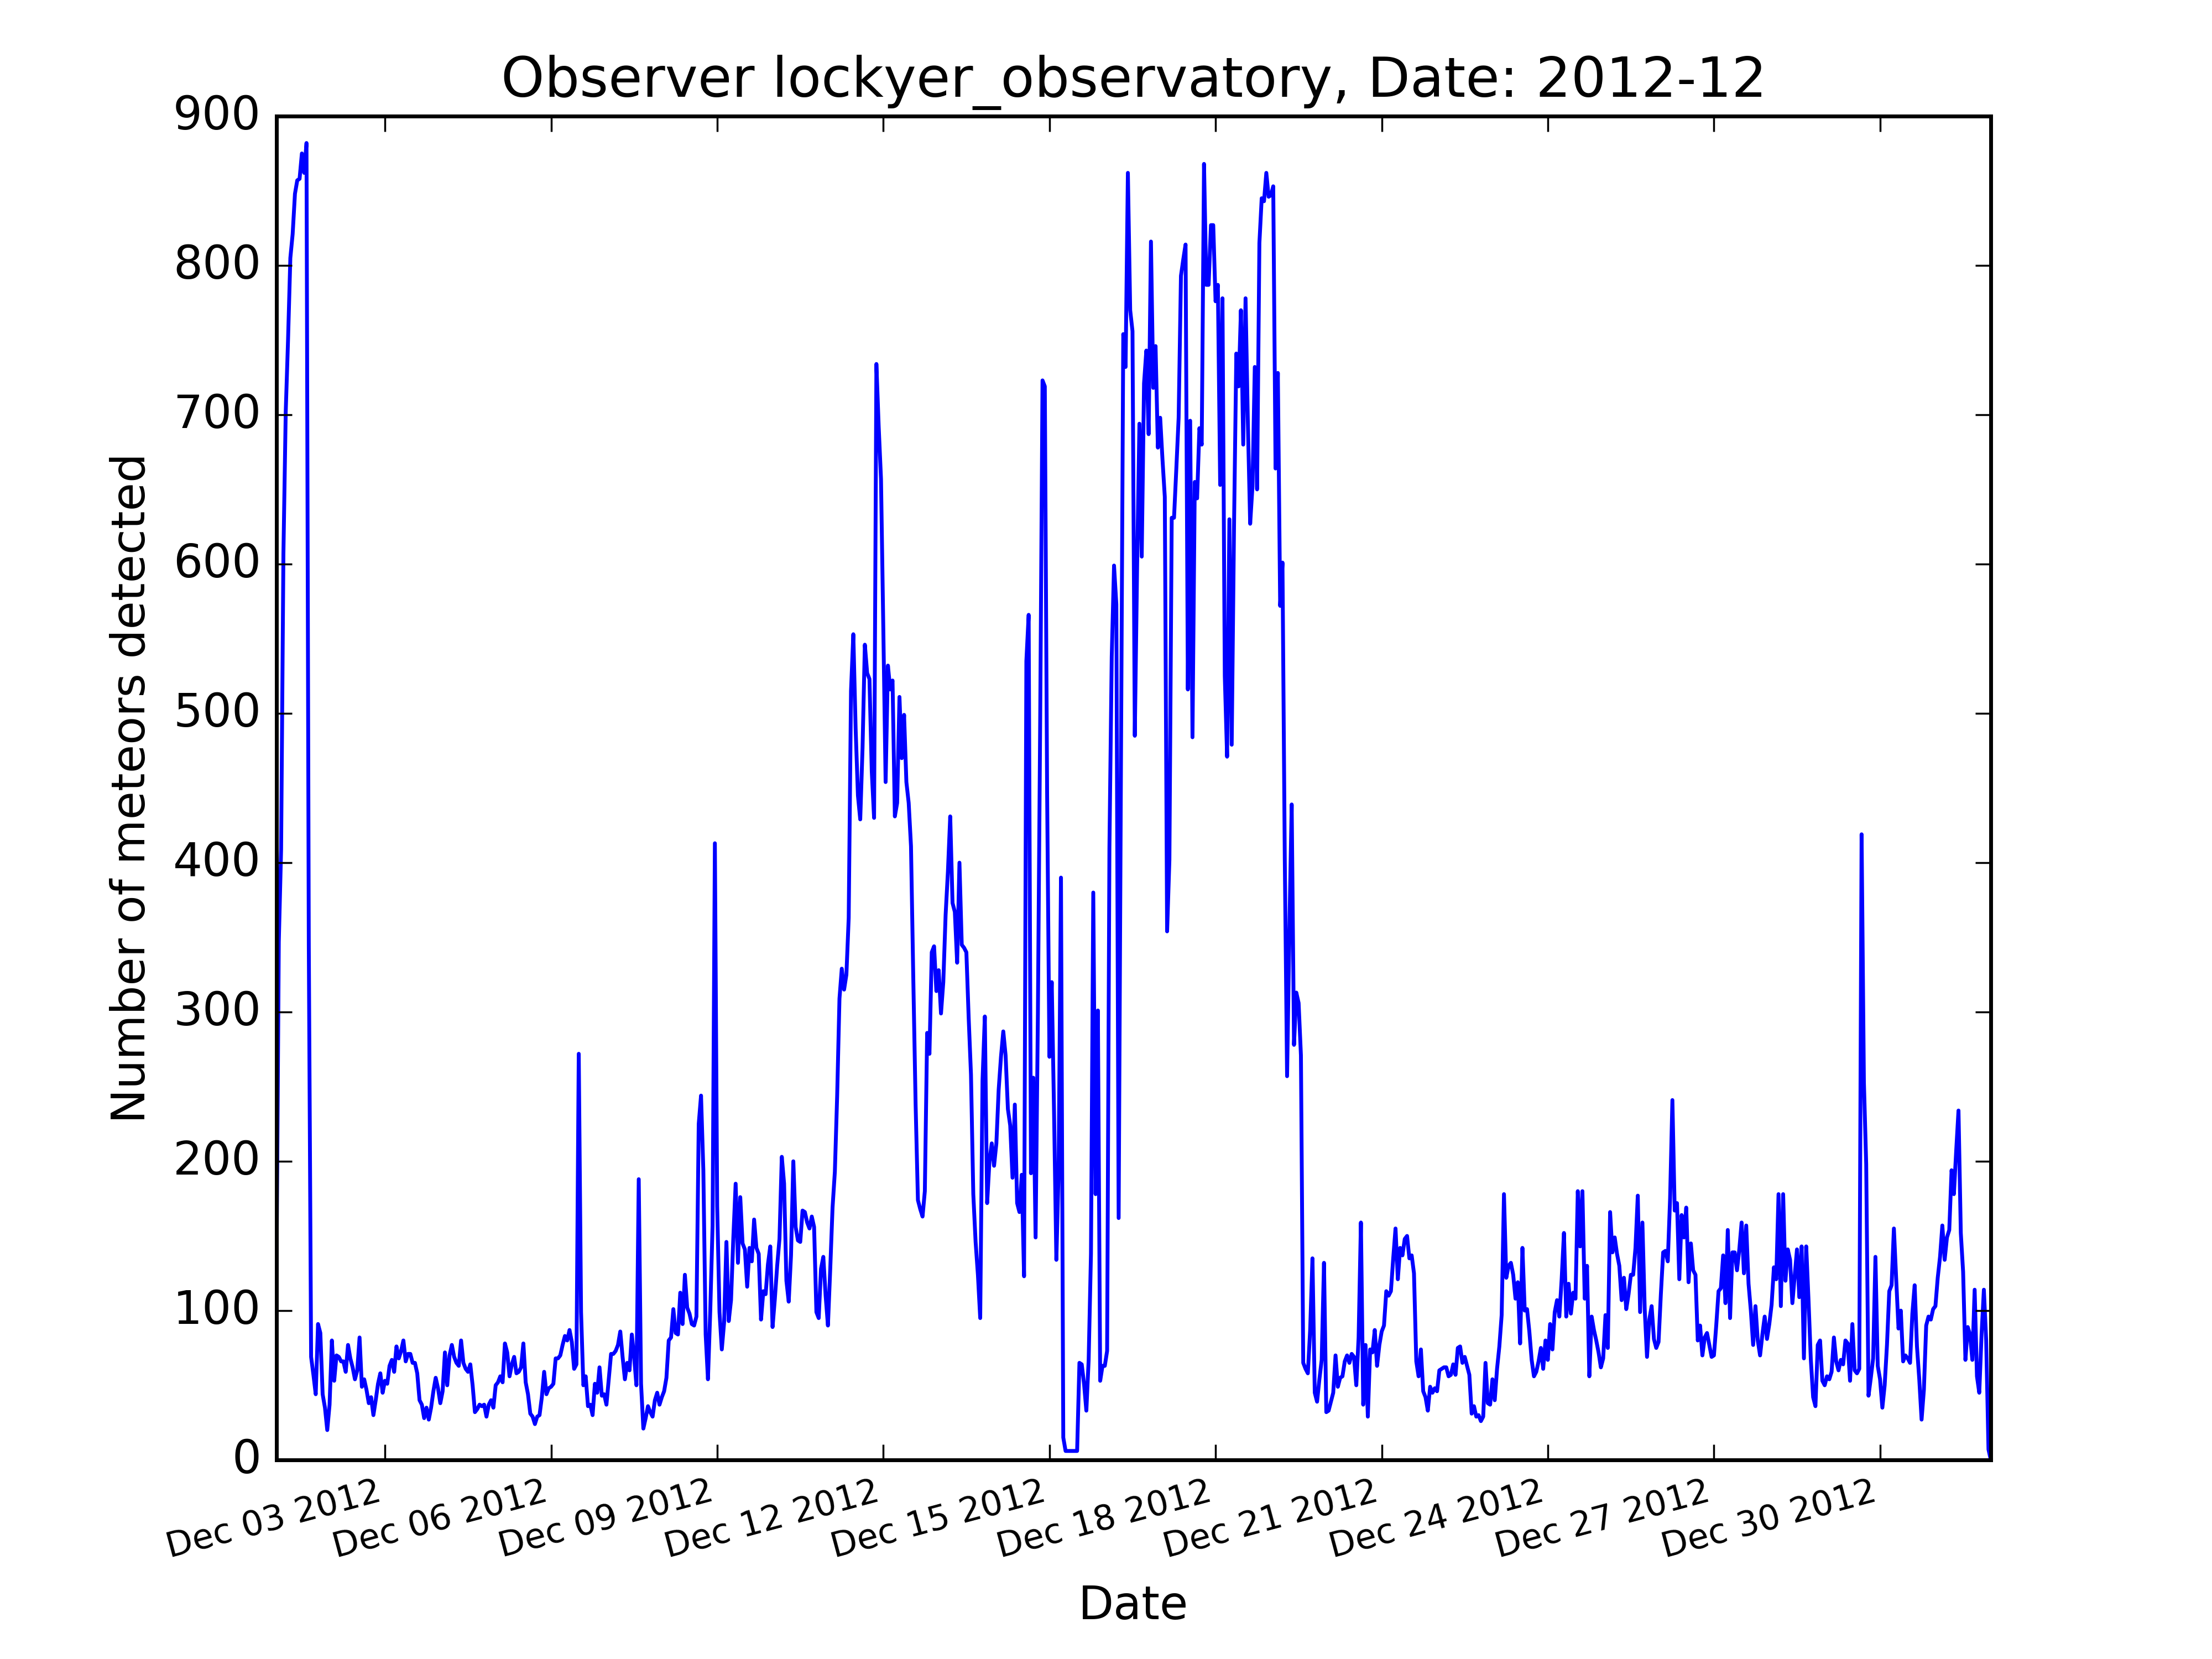 Observer lockyer_observatory, Date: 2012-12
900
800
700
600
500
400
300
200
100
0
Number of meteors detected
Dec 03 2012
Dec 06 2012
Dec 09 2012
Dec 12 2012
Dec 15 2012
Dec 18 2012
Dec 21 2012
Dec 24 2012
Dec 27 2012
Dec 30 2012
Date